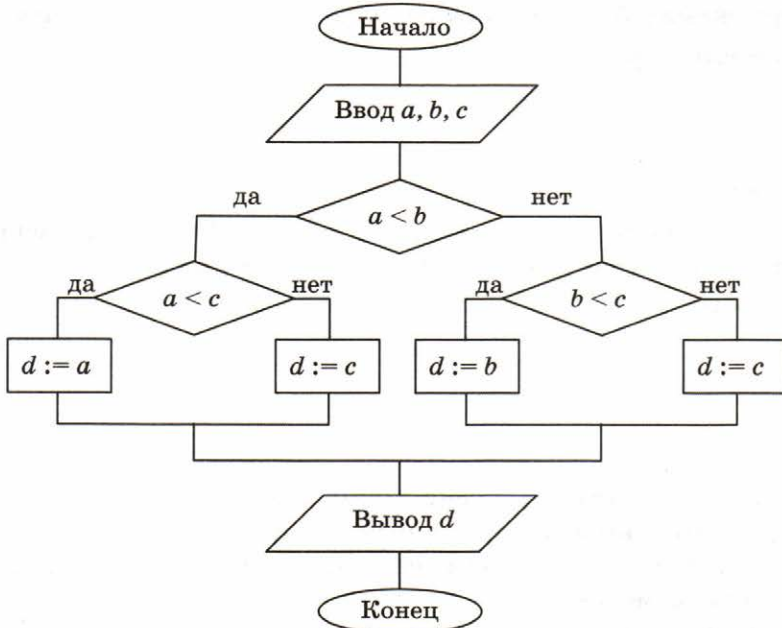 Начало
Ввод a, b, c
да
a < b
нет
да
a < c
нет
да
b < c
нет
d := a
d := c
d := b
d := c
Вывод d
Конец